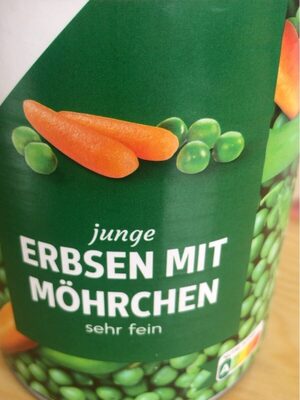 junge
ERBSEN MIT
MÖHRCHEN
sehr fein